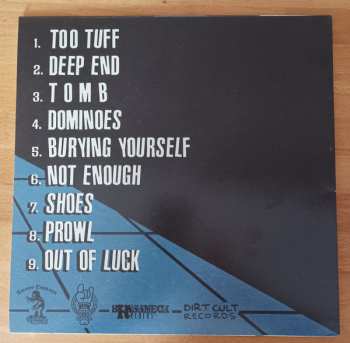 1. TOO TUFF
2. DEEP END
3. TOMB
4. DOMINOES
5. BURYING YOURSELF
6. NOT ENOUGH
7. SHOES
8. PROWL
9. OUT OF LUCK
DIRT CULT
RECORDS